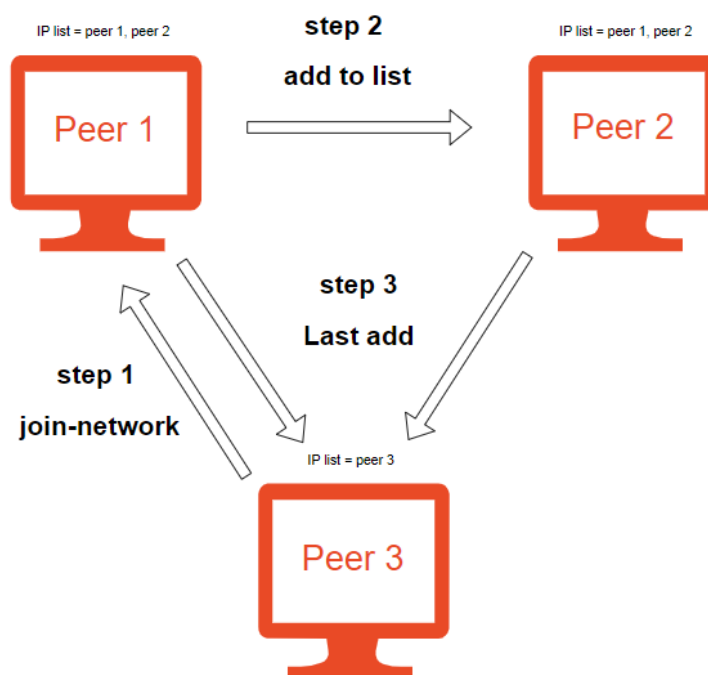 IP list = peer 1, peer 2
step 2
add to list
IP list = peer 1, peer 2
Peer 1
Peer 2
step 3
Last add
step 1
join-network
IP list = peer 3
Peer 3